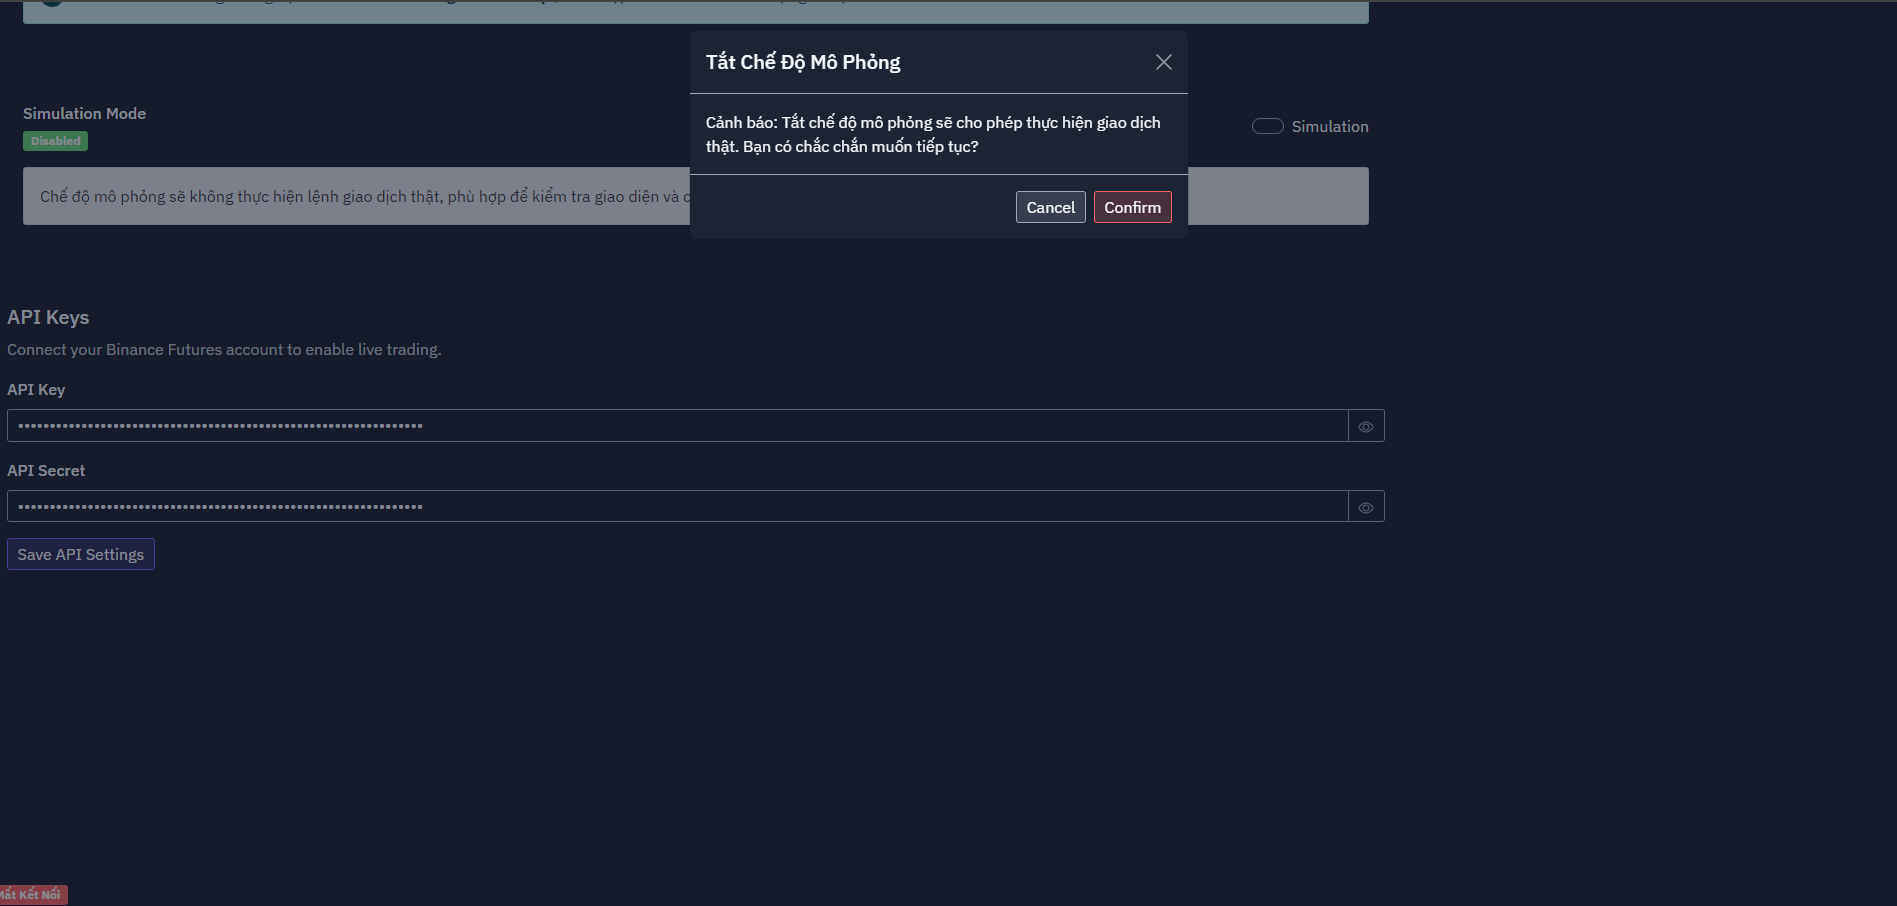 Tắt Chế Độ Mô Phỏng
Cảnh báo: Tắt chế độ mô phỏng sẽ cho phép thực hiện giao dịch
thật. Bạn có chắc chắn muốn tiếp tục?
Cancel
Confirm
Simulation Mode
Disabled
Simulation
Chế độ mô phỏng sẽ không thực hiện lệnh giao dịch thật, phù hợp để kiểm tra giao diện và
API Keys
Connect your Binance Futures account to enable live trading.
API Key
API Secret
Save API Settings
Mất Kết Nối